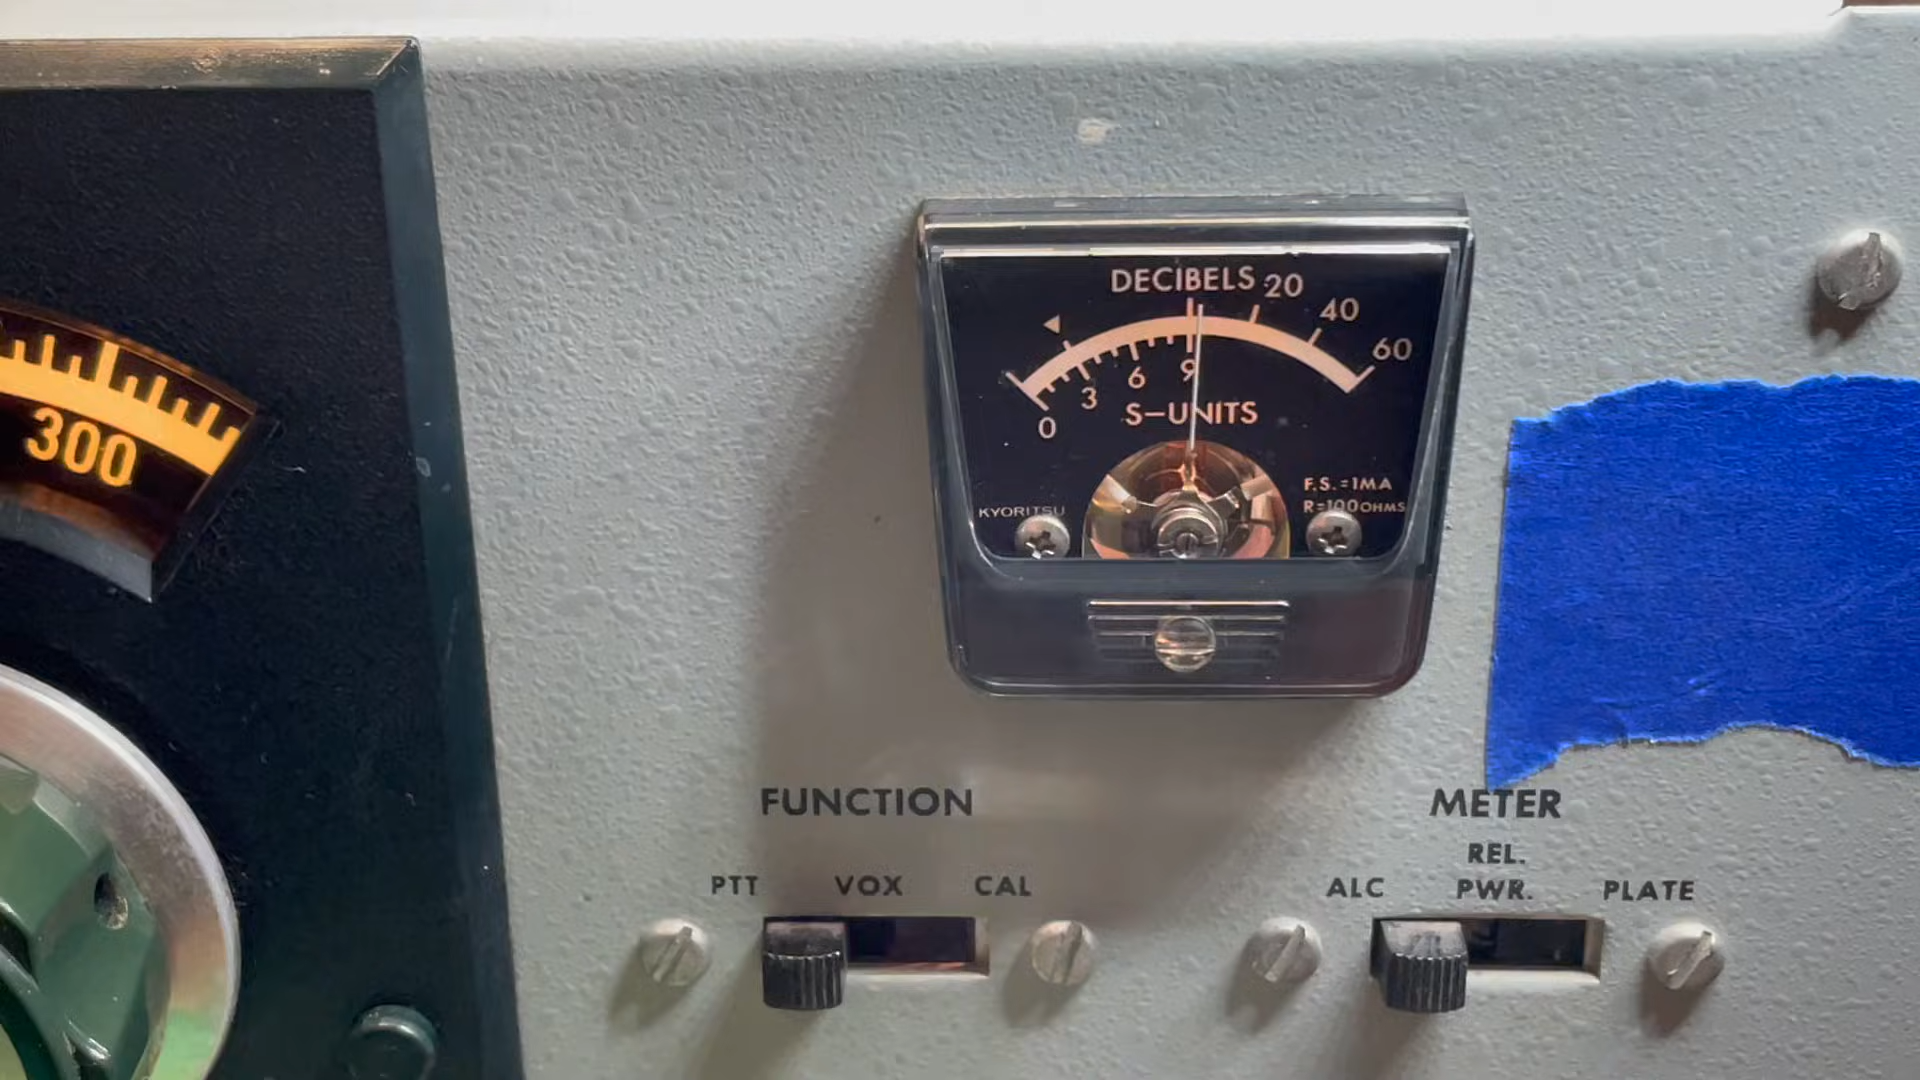 DECIBELS 20
40
60
0 3 6 9
S-UNITS
F.S.=1MA
R=100OHMS
KYORITSU
300
FUNCTION
PTT VOX CAL
METER
REL.
ALC PWR. PLATE